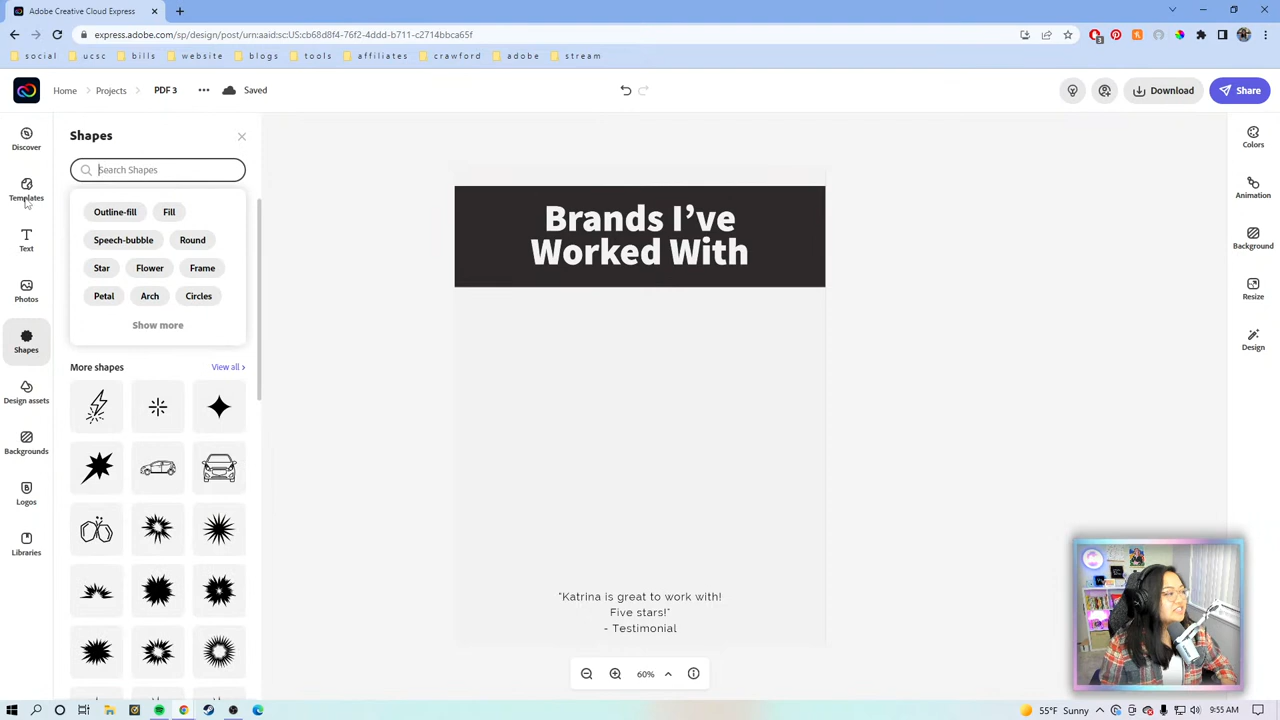 Adobe Creative Cloud Express
express.adobe.com/sp/design/post/urn:aaid:sc:US:cb68d8f4-76f2-4ddd-b711-c2714bbca65f
social
ucsc
bills
website
blogs
tools
affiliates
crawford
adobe
stream
Home
Projects
PDF 3
Saved
Download
Share
Discover
Templates
Text
Photos
Shapes
Design assets
Backgrounds
Logos
Libraries
Shapes
Search Shapes
Outline-fill
Fill
Speech-bubble
Round
Star
Flower
Frame
Petal
Arch
Circles
Show more
More shapes
View all
Brands I’ve
Worked With
"Katrina is great to work with!
Five stars!"
- Testimonial
60%
Colors
Animation
Background
Resize
Design
55°F Sunny
9:55 AM